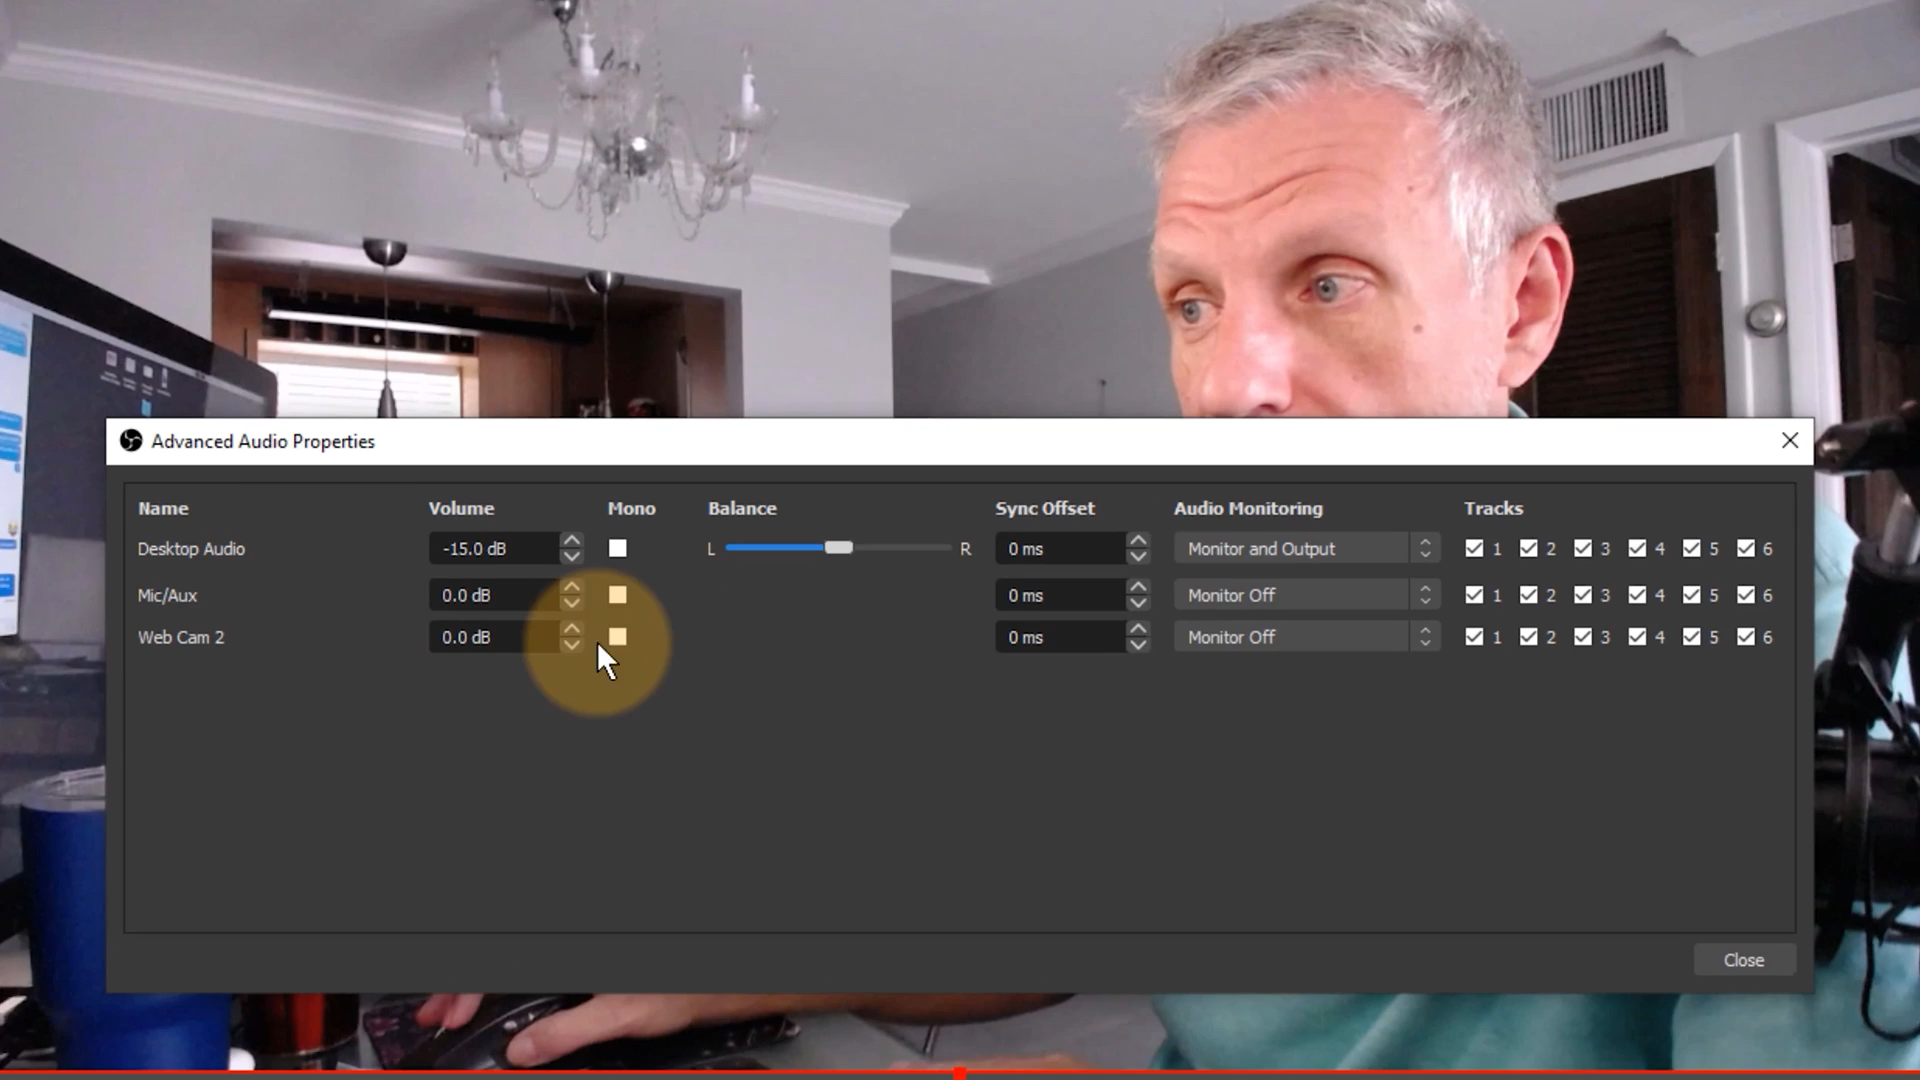 Advanced Audio Properties
Name Volume Mono Balance Sync Offset Audio Monitoring Tracks
Desktop Audio -15.0 dB L R 0 ms Monitor and Output 1 2 3 4 5 6
Mic/Aux 0.0 dB 0 ms Monitor Off 1 2 3 4 5 6
Web Cam 2 0.0 dB 0 ms Monitor Off 1 2 3 4 5 6
Close